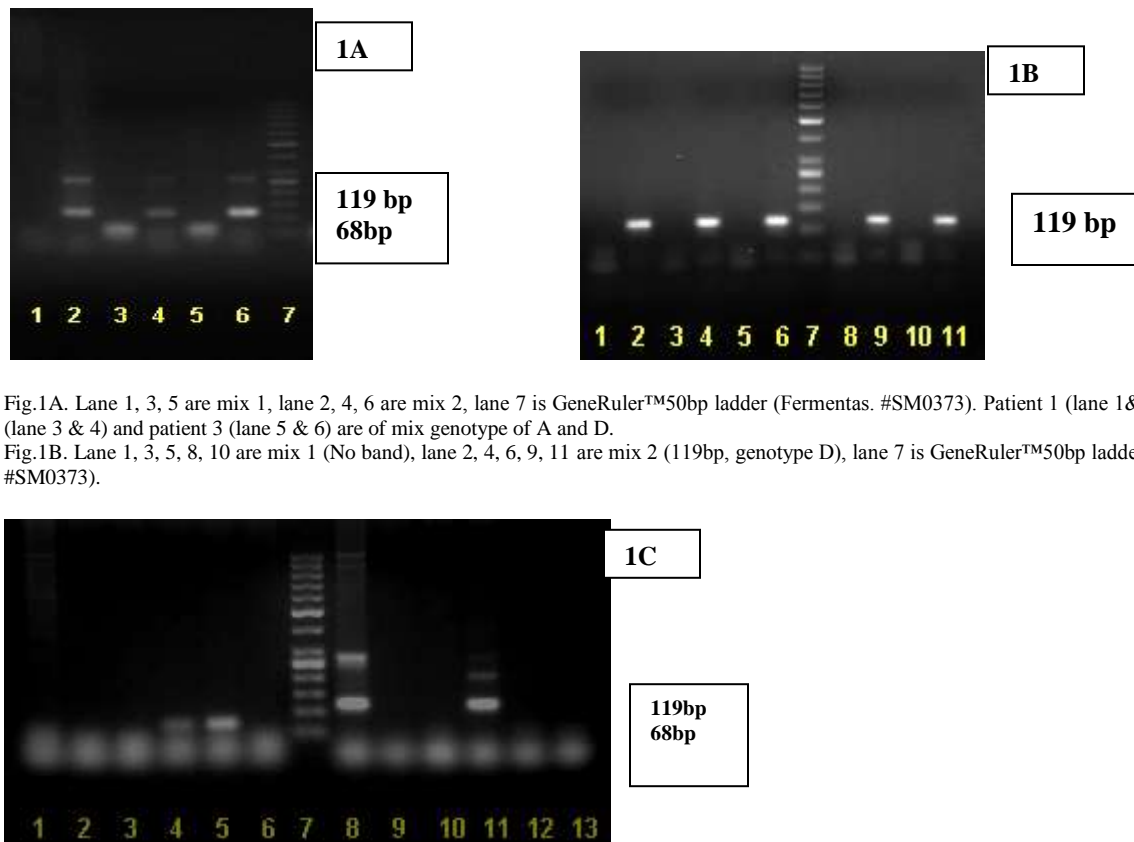 1A
119 bp
68bp
1 2 3 4 5 6 7
1B
119 bp
1 2 3 4 5 6 7 8 9 10 11
Fig.1A. Lane 1, 3, 5 are mix 1, lane 2, 4, 6 are mix 2, lane 7 is GeneRuler™50bp ladder (Fermentas. #SM0373). Patient 1 (lane 1&
(lane 3 & 4) and patient 3 (lane 5 & 6) are of mix genotype of A and D.
Fig.1B. Lane 1, 3, 5, 8, 10 are mix 1 (No band), lane 2, 4, 6, 9, 11 are mix 2 (119bp, genotype D), lane 7 is GeneRuler™50bp ladde
#SM0373).
1C
119bp
68bp
1 2 3 4 5 6 7 8 9 10 11 12 13